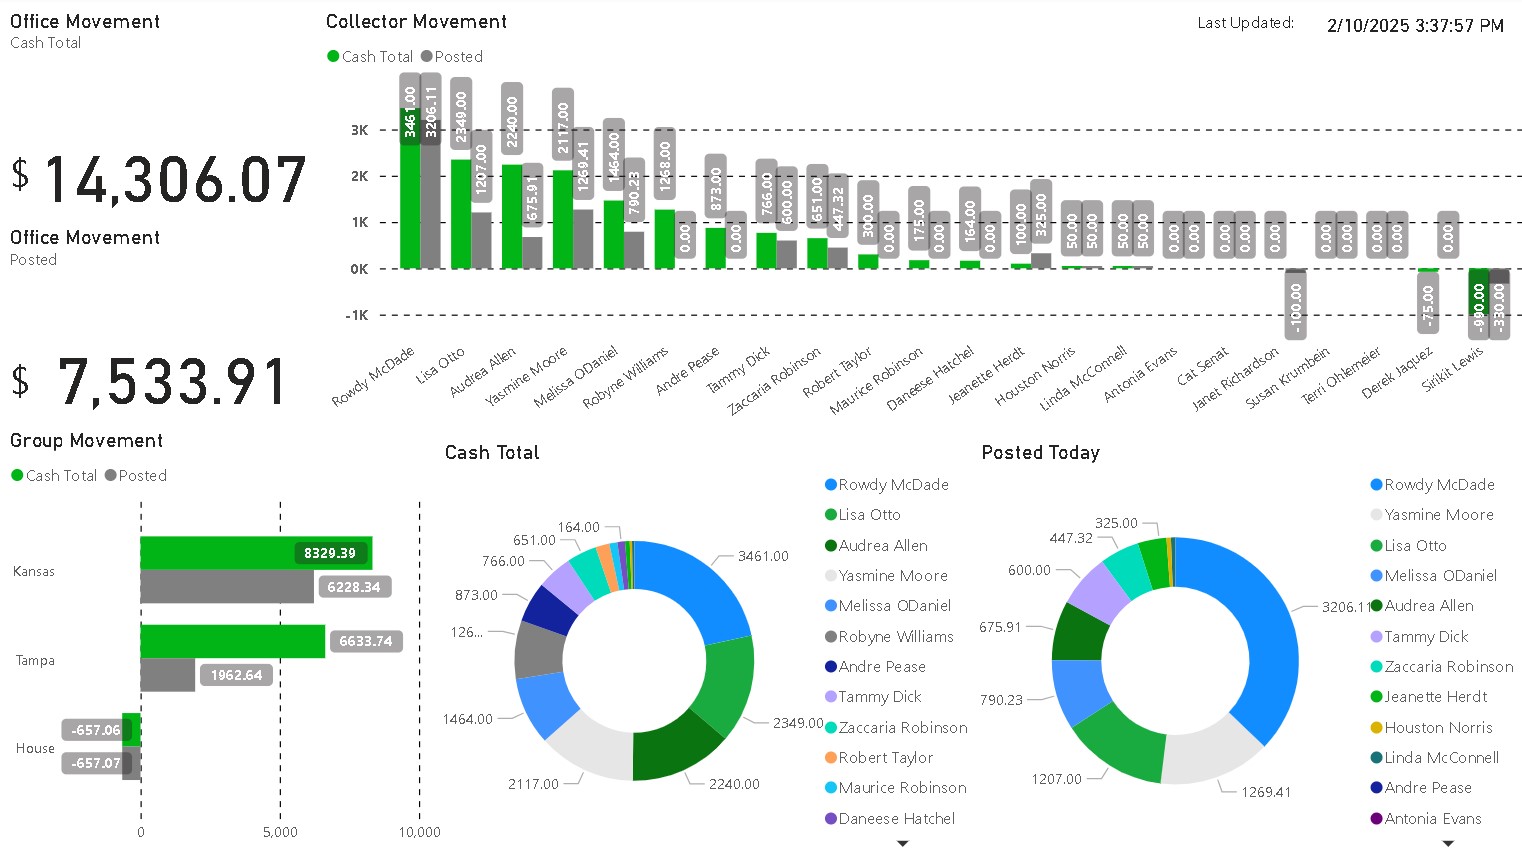 Office Movement
Cash Total
$ 14,306.07
Office Movement
Posted
$ 7,533.91
Collector Movement
Cash Total Posted
Last Updated: 2/10/2025 3:37:57 PM
3K
2K
1K
0K
-1K
3461.00 3206.11 2349.00 1207.00 2240.00 675.91 2117.00 1269.41 1464.00 790.23 1268.00 0.00 873.00 0.00 766.00 600.00 651.00 447.32 300.00 0.00 175.00 0.00 164.00 0.00 100.00 325.00 50.00 50.00 50.00 50.00 0.00 0.00 0.00 0.00 0.00 -100.00 0.00 0.00 0.00 0.00 -75.00 0.00 -990.00 -330.00
Rowdy McDade
Lisa Otto
Audrea Allen
Yasmine Moore
Melissa ODaniel
Robyne Williams
Andre Pease
Tammy Dick
Zaccaria Robinson
Robert Taylor
Maurice Robinson
Daneese Hatchel
Jeanette Herdt
Houston Norris
Linda McConnell
Antonia Evans
Cat Senat
Janet Richardson
Susan Krumbein
Terri Ohlemeier
Derek Jaquez
Sirikit Lewis
Group Movement
Cash Total Posted
Kansas
8329.39
6228.34
Tampa
6633.74
1962.64
House
-657.06
-657.07
0 5,000 10,000
Cash Total
164.00
651.00
766.00
873.00
126...
1464.00
2117.00
2240.00
2349.00
3461.00
Rowdy McDade
Lisa Otto
Audrea Allen
Yasmine Moore
Melissa ODaniel
Robyne Williams
Andre Pease
Tammy Dick
Zaccaria Robinson
Robert Taylor
Maurice Robinson
Daneese Hatchel
Posted Today
325.00
447.32
600.00
675.91
790.23
1207.00
1269.41
3206.11
Rowdy McDade
Yasmine Moore
Lisa Otto
Melissa ODaniel
Audrea Allen
Tammy Dick
Zaccaria Robinson
Jeanette Herdt
Houston Norris
Linda McConnell
Andre Pease
Antonia Evans